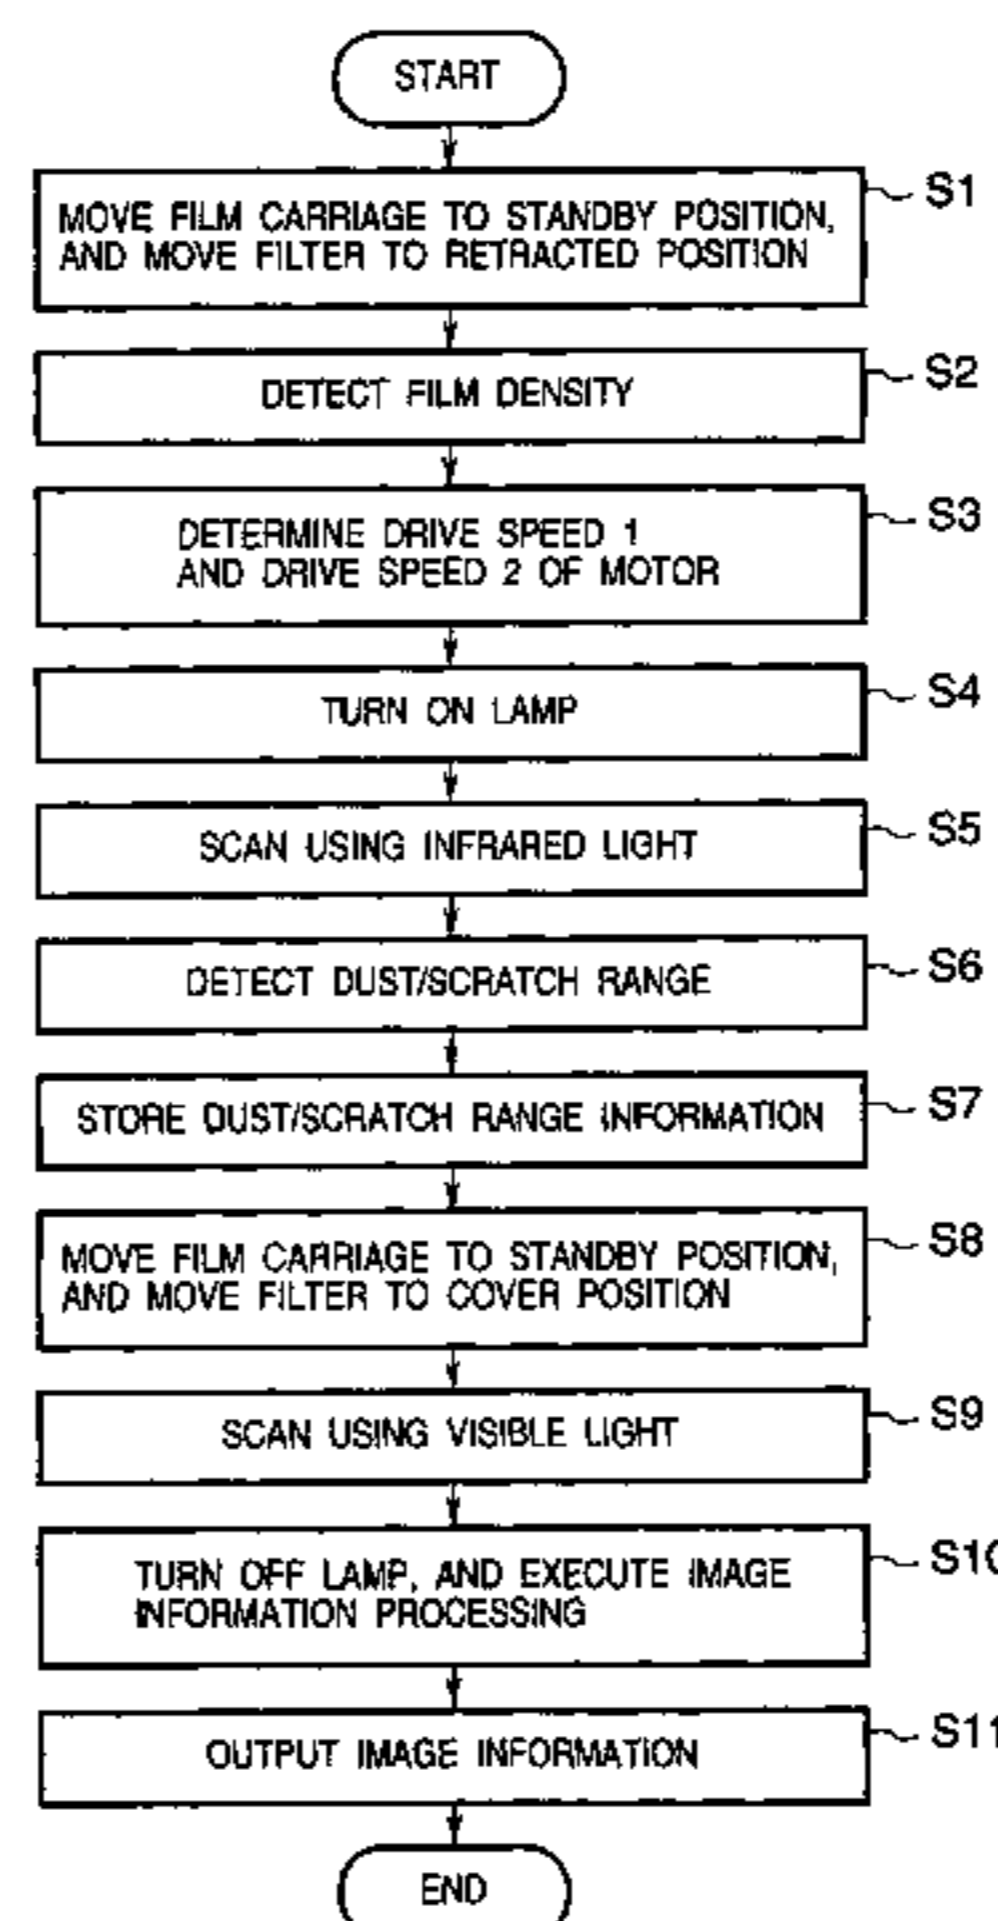 START
MOVE FILM CARRIAGE TO STANDBY POSITION,
AND MOVE FILTER TO RETRACTED POSITION
S1
DETECT FILM DENSITY
S2
DETERMINE DRIVE SPEED 1
AND DRIVE SPEED 2 OF MOTOR
S3
TURN ON LAMP
S4
SCAN USING INFRARED LIGHT
S5
DETECT DUST/SCRATCH RANGE
S6
STORE DUST/SCRATCH RANGE INFORMATION
S7
MOVE FILM CARRIAGE TO STANDBY POSITION,
AND MOVE FILTER TO COVER POSITION
S8
SCAN USING VISIBLE LIGHT
S9
TURN OFF LAMP, AND EXECUTE IMAGE
INFORMATION PROCESSING
S10
OUTPUT IMAGE INFORMATION
S11
END